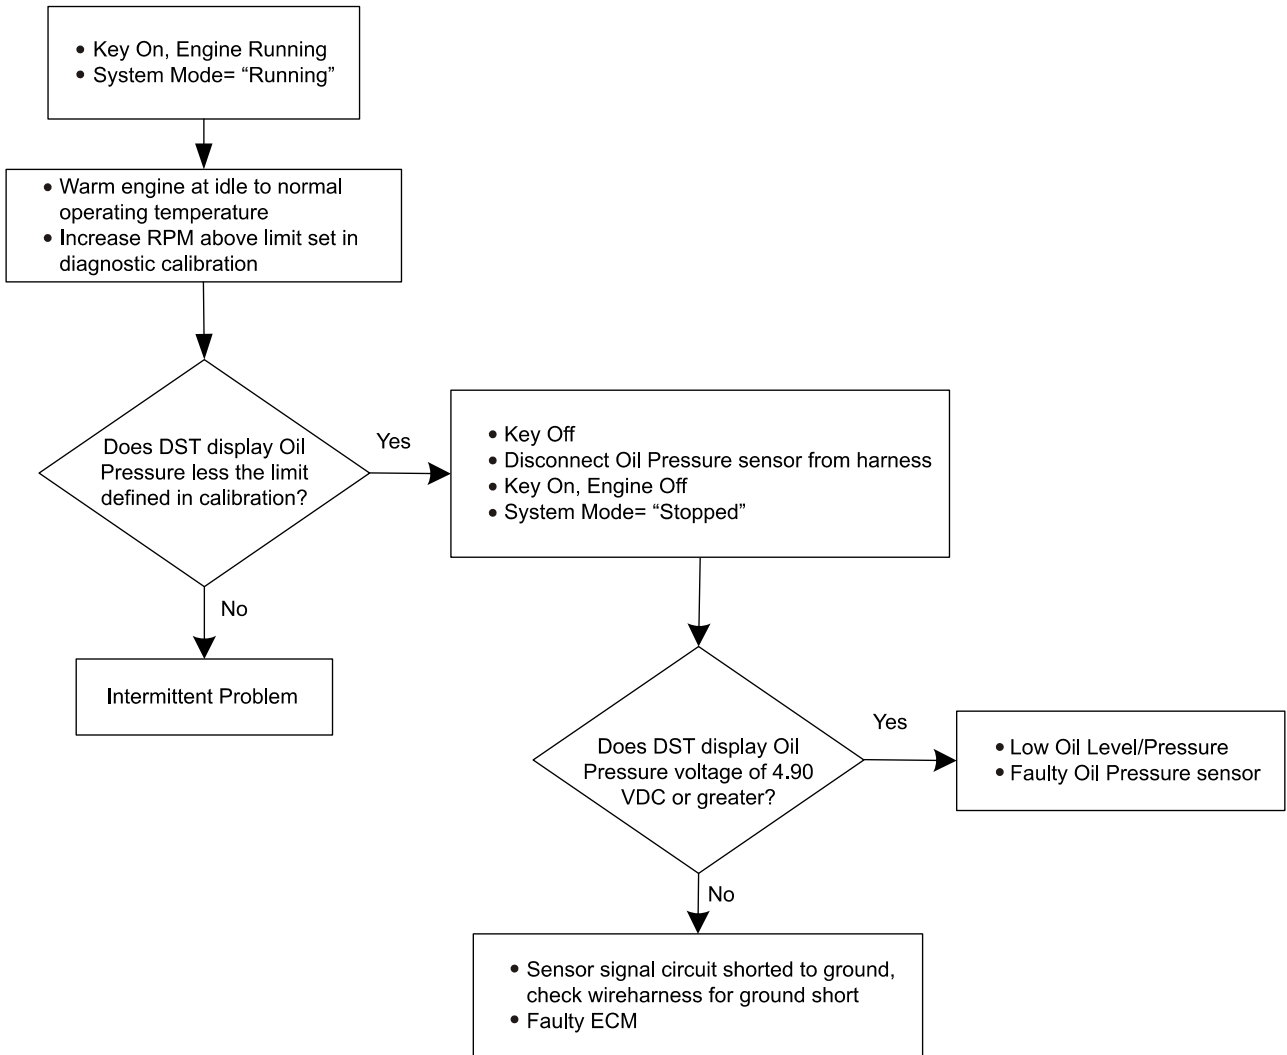 • Key On, Engine Running
• System Mode= “Running”
• Warm engine at idle to normal
operating temperature
• Increase RPM above limit set in
diagnostic calibration
Does DST display Oil
Pressure less the limit
defined in calibration?
Yes
No
Intermittent Problem
• Key Off
• Disconnect Oil Pressure sensor from harness
• Key On, Engine Off
• System Mode= “Stopped”
Does DST display Oil
Pressure voltage of 4.90
VDC or greater?
Yes
• Low Oil Level/Pressure
• Faulty Oil Pressure sensor
No
• Sensor signal circuit shorted to ground,
check wireharness for ground short
• Faulty ECM